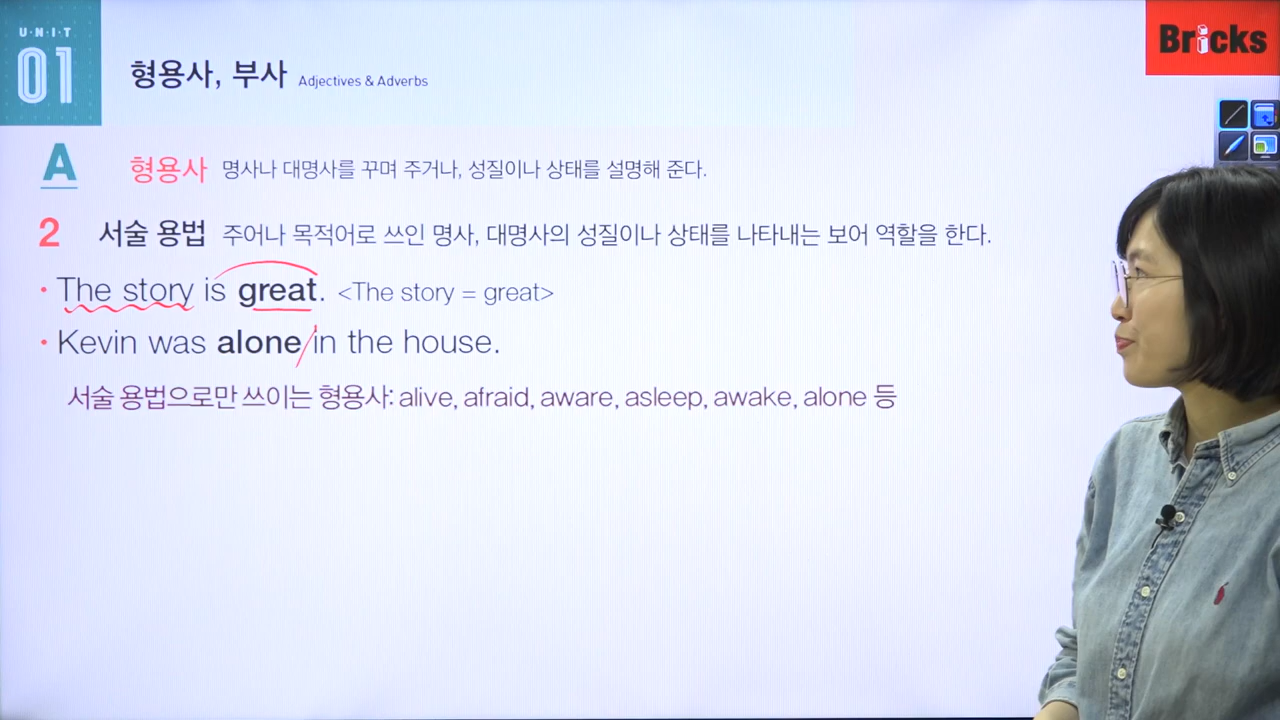 U·N·I·T
01
형용사, 부사 Adjectives & Adverbs
Bricks
A
형용사 명사나 대명사를 꾸며 주거나, 성질이나 상태를 설명해 준다.
2 서술 용법 주어나 목적어로 쓰인 명사, 대명사의 성질이나 상태를 나타내는 보어 역할을 한다.
• The story is great. <The story = great>
• Kevin was alone/in the house.
서술 용법으로만 쓰이는 형용사: alive, afraid, aware, asleep, awake, alone 등